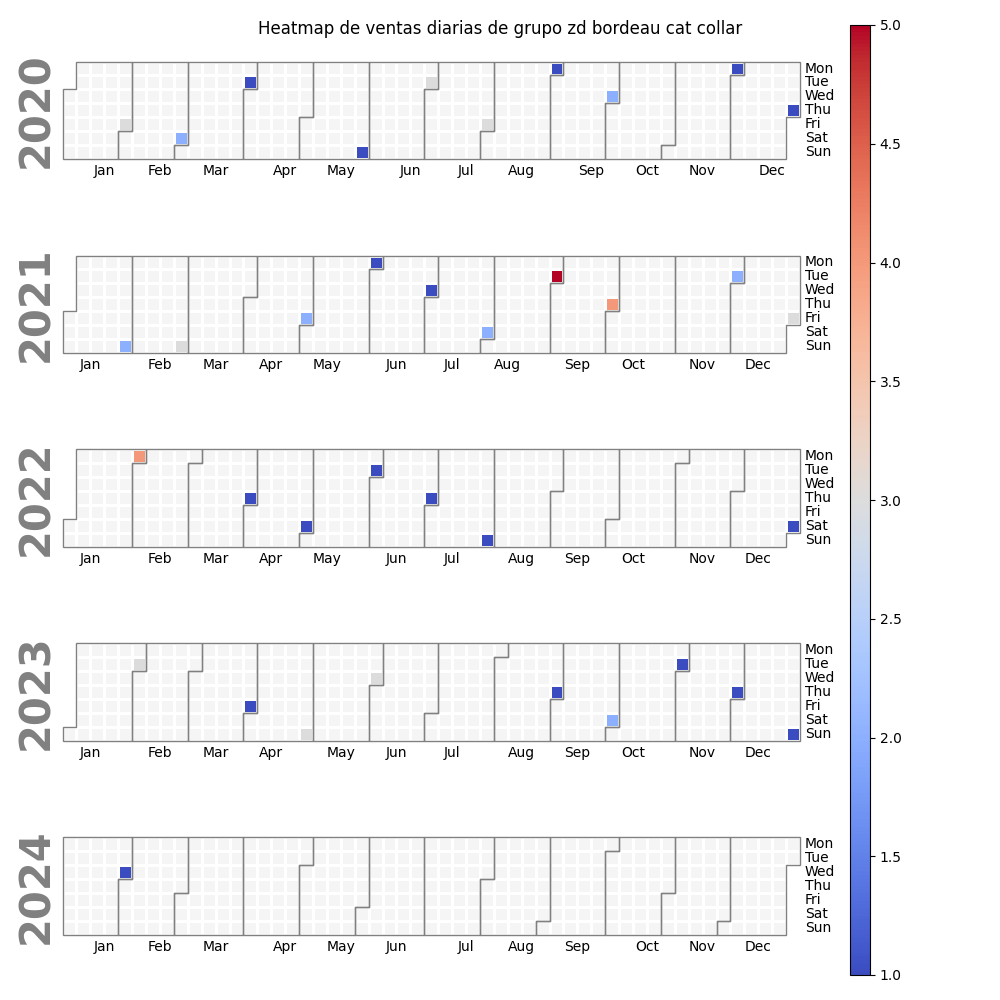 Heatmap de ventas diarias de grupo zd bordeau cat collar
2020
Mon
Tue
Wed
Thu
Fri
Sat
Sun
Jan Feb Mar Apr May Jun Jul Aug Sep Oct Nov Dec
2021
Mon
Tue
Wed
Thu
Fri
Sat
Sun
Jan Feb Mar Apr May Jun Jul Aug Sep Oct Nov Dec
2022
Mon
Tue
Wed
Thu
Fri
Sat
Sun
Jan Feb Mar Apr May Jun Jul Aug Sep Oct Nov Dec
2023
Mon
Tue
Wed
Thu
Fri
Sat
Sun
Jan Feb Mar Apr May Jun Jul Aug Sep Oct Nov Dec
2024
Mon
Tue
Wed
Thu
Fri
Sat
Sun
Jan Feb Mar Apr May Jun Jul Aug Sep Oct Nov Dec
5.0
4.5
4.0
3.5
3.0
2.5
2.0
1.5
1.0